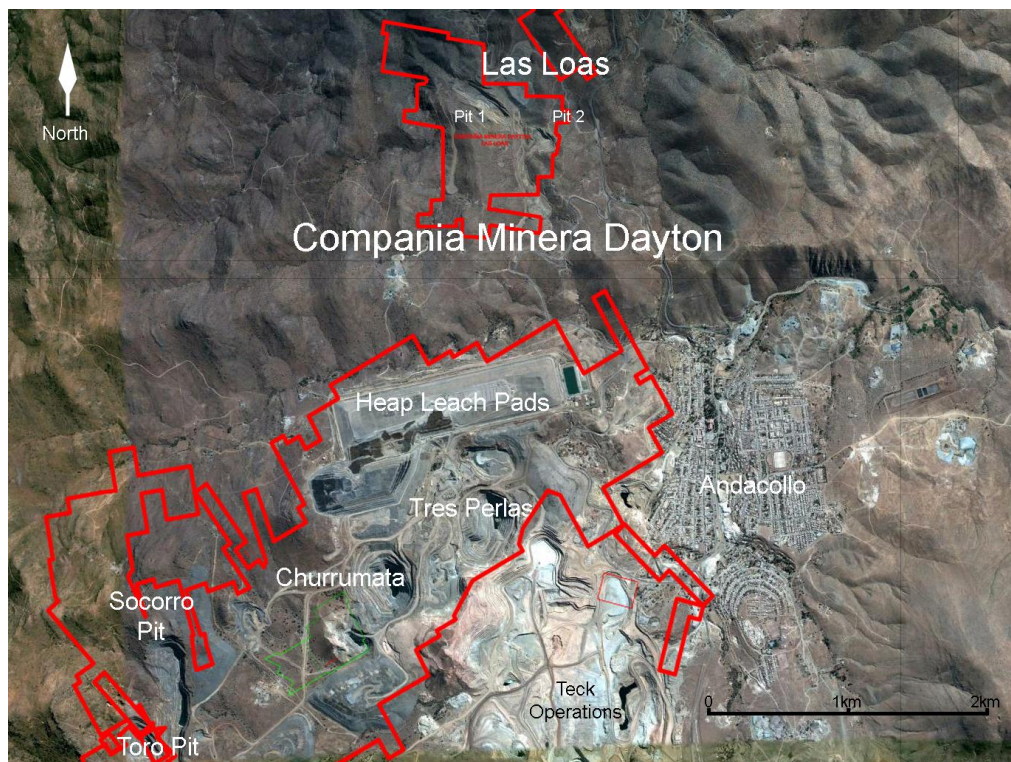 Las Loas
Pit 1
Pit 2
North
Compania Minera Dayton
Heap Leach Pads
Andacollo
Tres Perlas
Churrumata
Socorro
Pit
Teck
Operations
0
1km
2km
Toro Pit